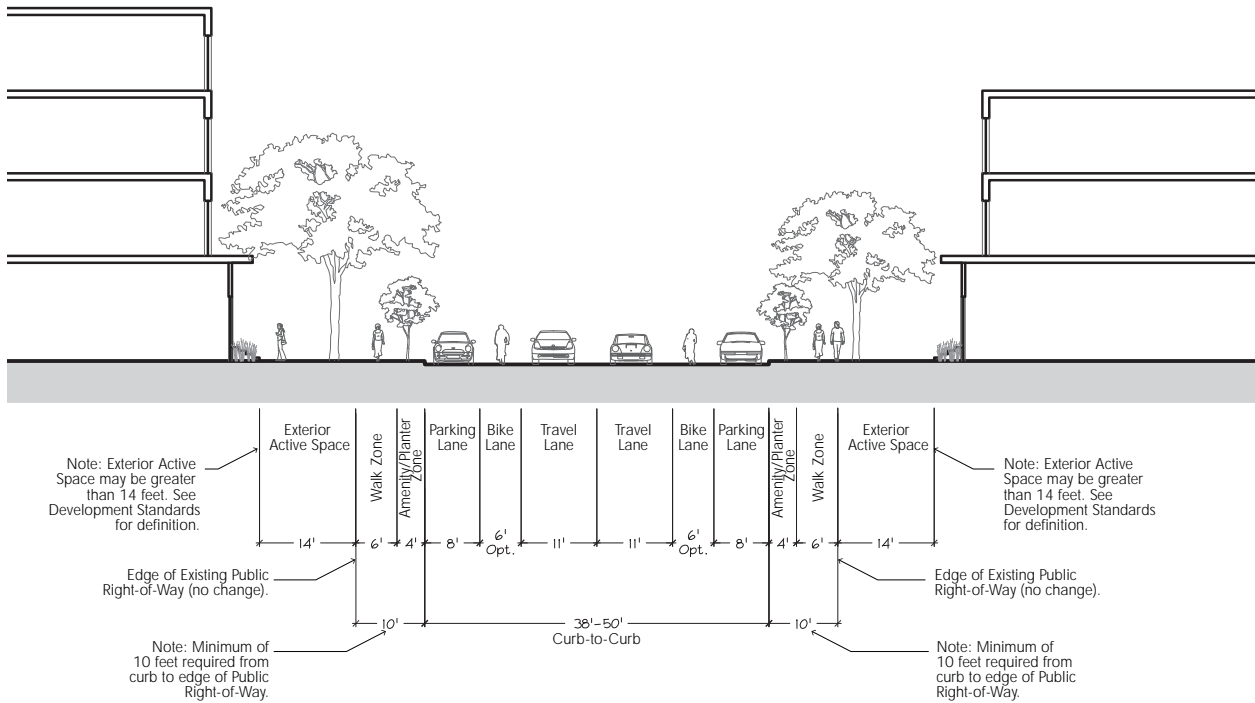 Exterior
Active Space
Walk Zone
Amenity/Planter
Zone
Parking
Lane
Bike
Lane
Travel
Lane
Travel
Lane
Bike
Lane
Parking
Lane
Amenity/Planter
Zone
Walk Zone
Exterior
Active Space
Note: Exterior Active
Space may be greater
than 14 feet. See
Development Standards
for definition.
Note: Exterior Active
Space may be greater
than 14 feet. See
Development Standards
for definition.
14'
6'
4'
8'
6'
Opt.
11'
11'
6'
Opt.
8'
4'
6'
14'
Edge of Existing Public
Right-of-Way (no change).
Edge of Existing Public
Right-of-Way (no change).
10'
38'-50'
Curb-to-Curb
10'
Note: Minimum of
10 feet required from
curb to edge of Public
Right-of-Way.
Note: Minimum of
10 feet required from
curb to edge of Public
Right-of-Way.